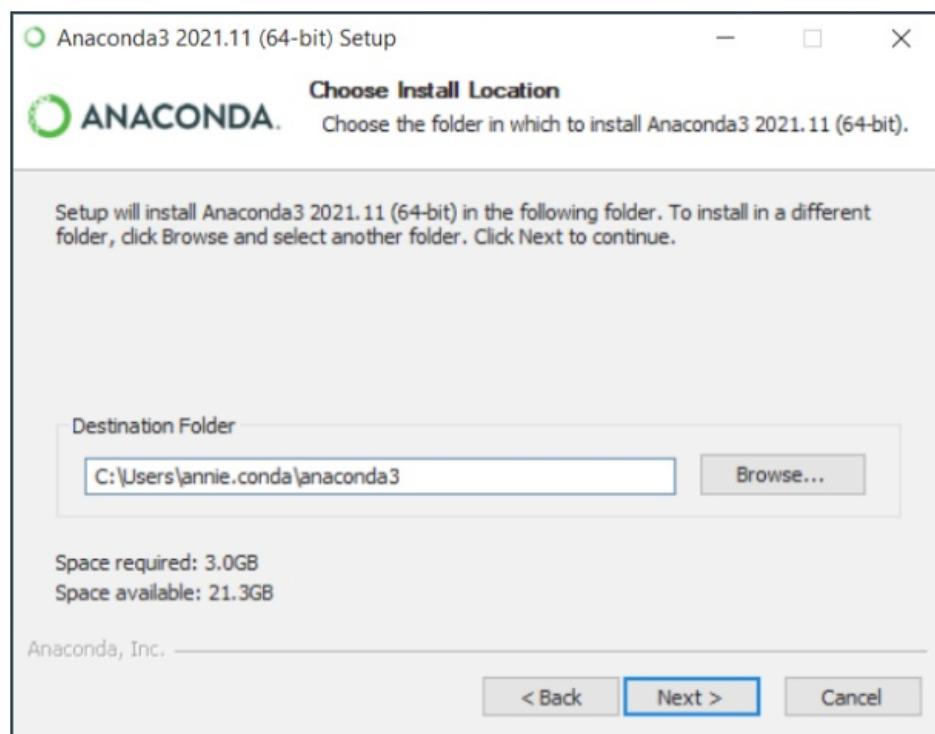 Anaconda3 2021.11 (64-bit) Setup
ANACONDA.
Choose Install Location
Choose the folder in which to install Anaconda3 2021.11 (64-bit).
Setup will install Anaconda3 2021.11 (64-bit) in the following folder. To install in a different
folder, click Browse and select another folder. Click Next to continue.
Destination Folder
C:\Users\annie.conda\anaconda3
Browse...
Space required: 3.0GB
Space available: 21.3GB
Anaconda, Inc.
< Back
Next >
Cancel